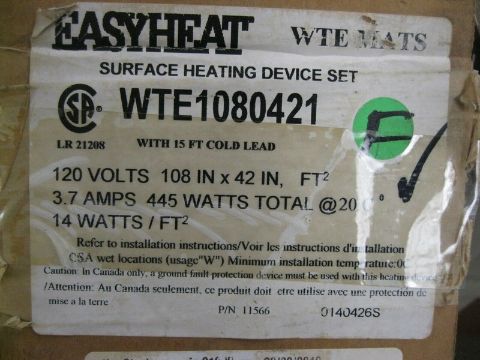 EASYHEAT WTE MATS
SURFACE HEATING DEVICE SET
CSA WTE1080421
F
LR 21208 WITH 15 FT COLD LEAD
120 VOLTS 108 IN x 42 IN, FT²
3.7 AMPS 445 WATTS TOTAL @20 C°
14 WATTS / FT²
Refer to installation instructions/Voir les instructions d'installation
CSA wet locations (usage"W") Minimum installation temperature:0C
Caution: In Canada only, a ground fault protection device must be used with this heating device
/Attention: Au Canada seulement, ce produit doit etre utilise avec une protection de
mise a la terre
P/N 11566 0140426S